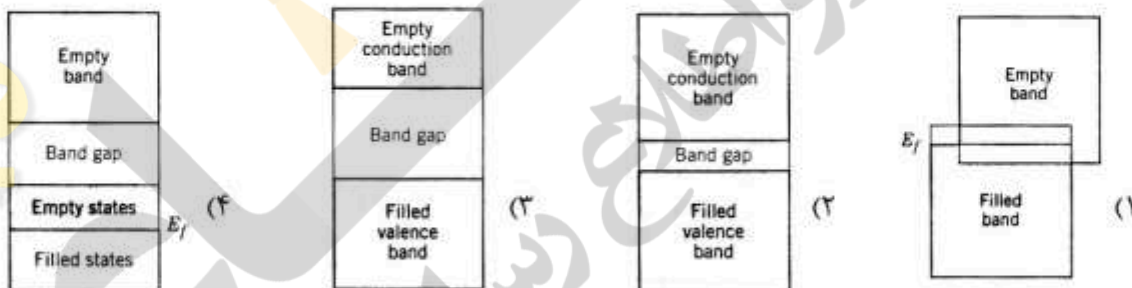 (۱
Empty
band
E_f
Filled
band
(۲
Empty
conduction
band
Band gap
Filled
valence
band
(۳
Empty
conduction
band
Band gap
Filled
valence
band
(۴
Empty
band
Band gap
Empty states
E_f
Filled states